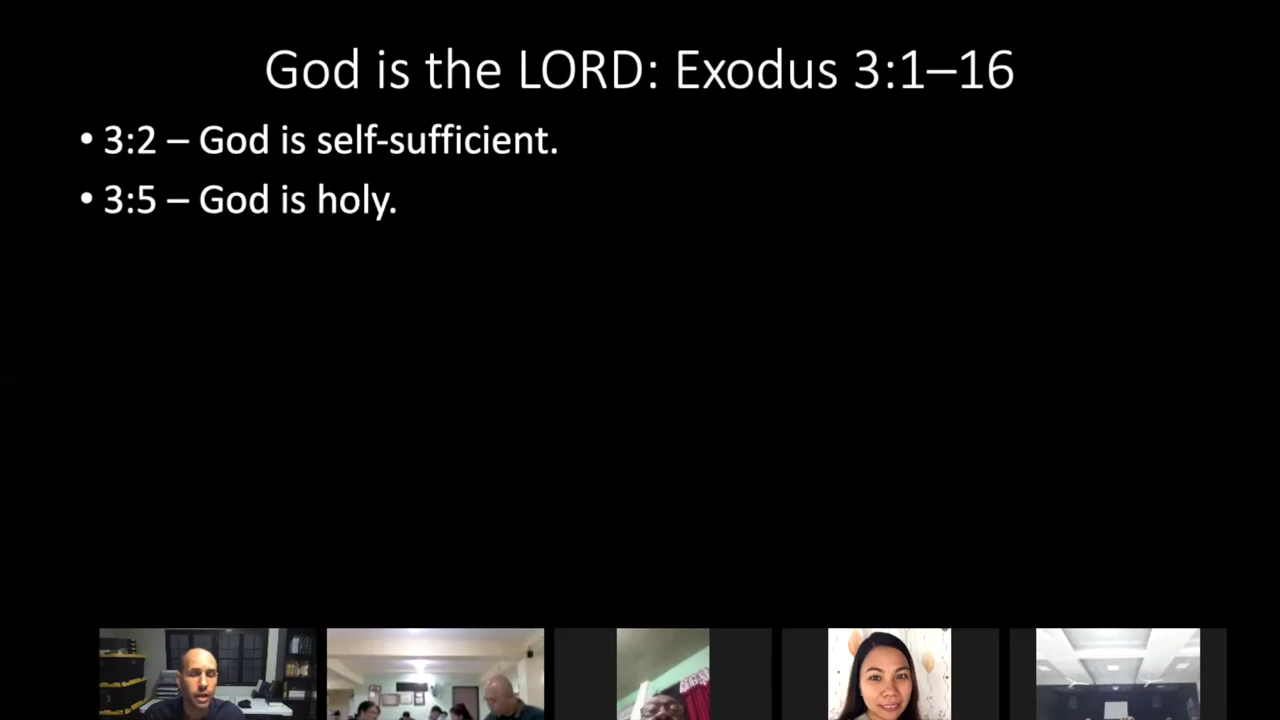 God is the LORD: Exodus 3:1–16
• 3:2 – God is self-sufficient.
• 3:5 – God is holy.